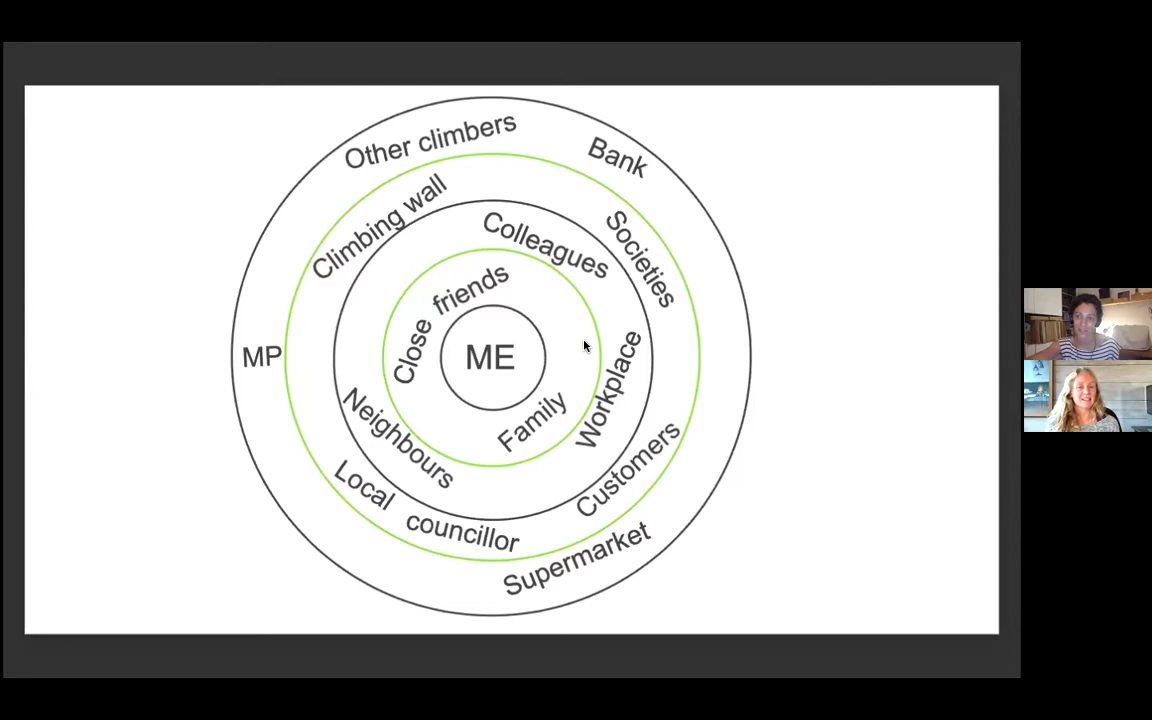 Other climbers
Bank
Climbing wall
Societies
Colleagues
Close friends
MP
ME
Family
Workplace
Neighbours
Customers
Local councillor
Supermarket